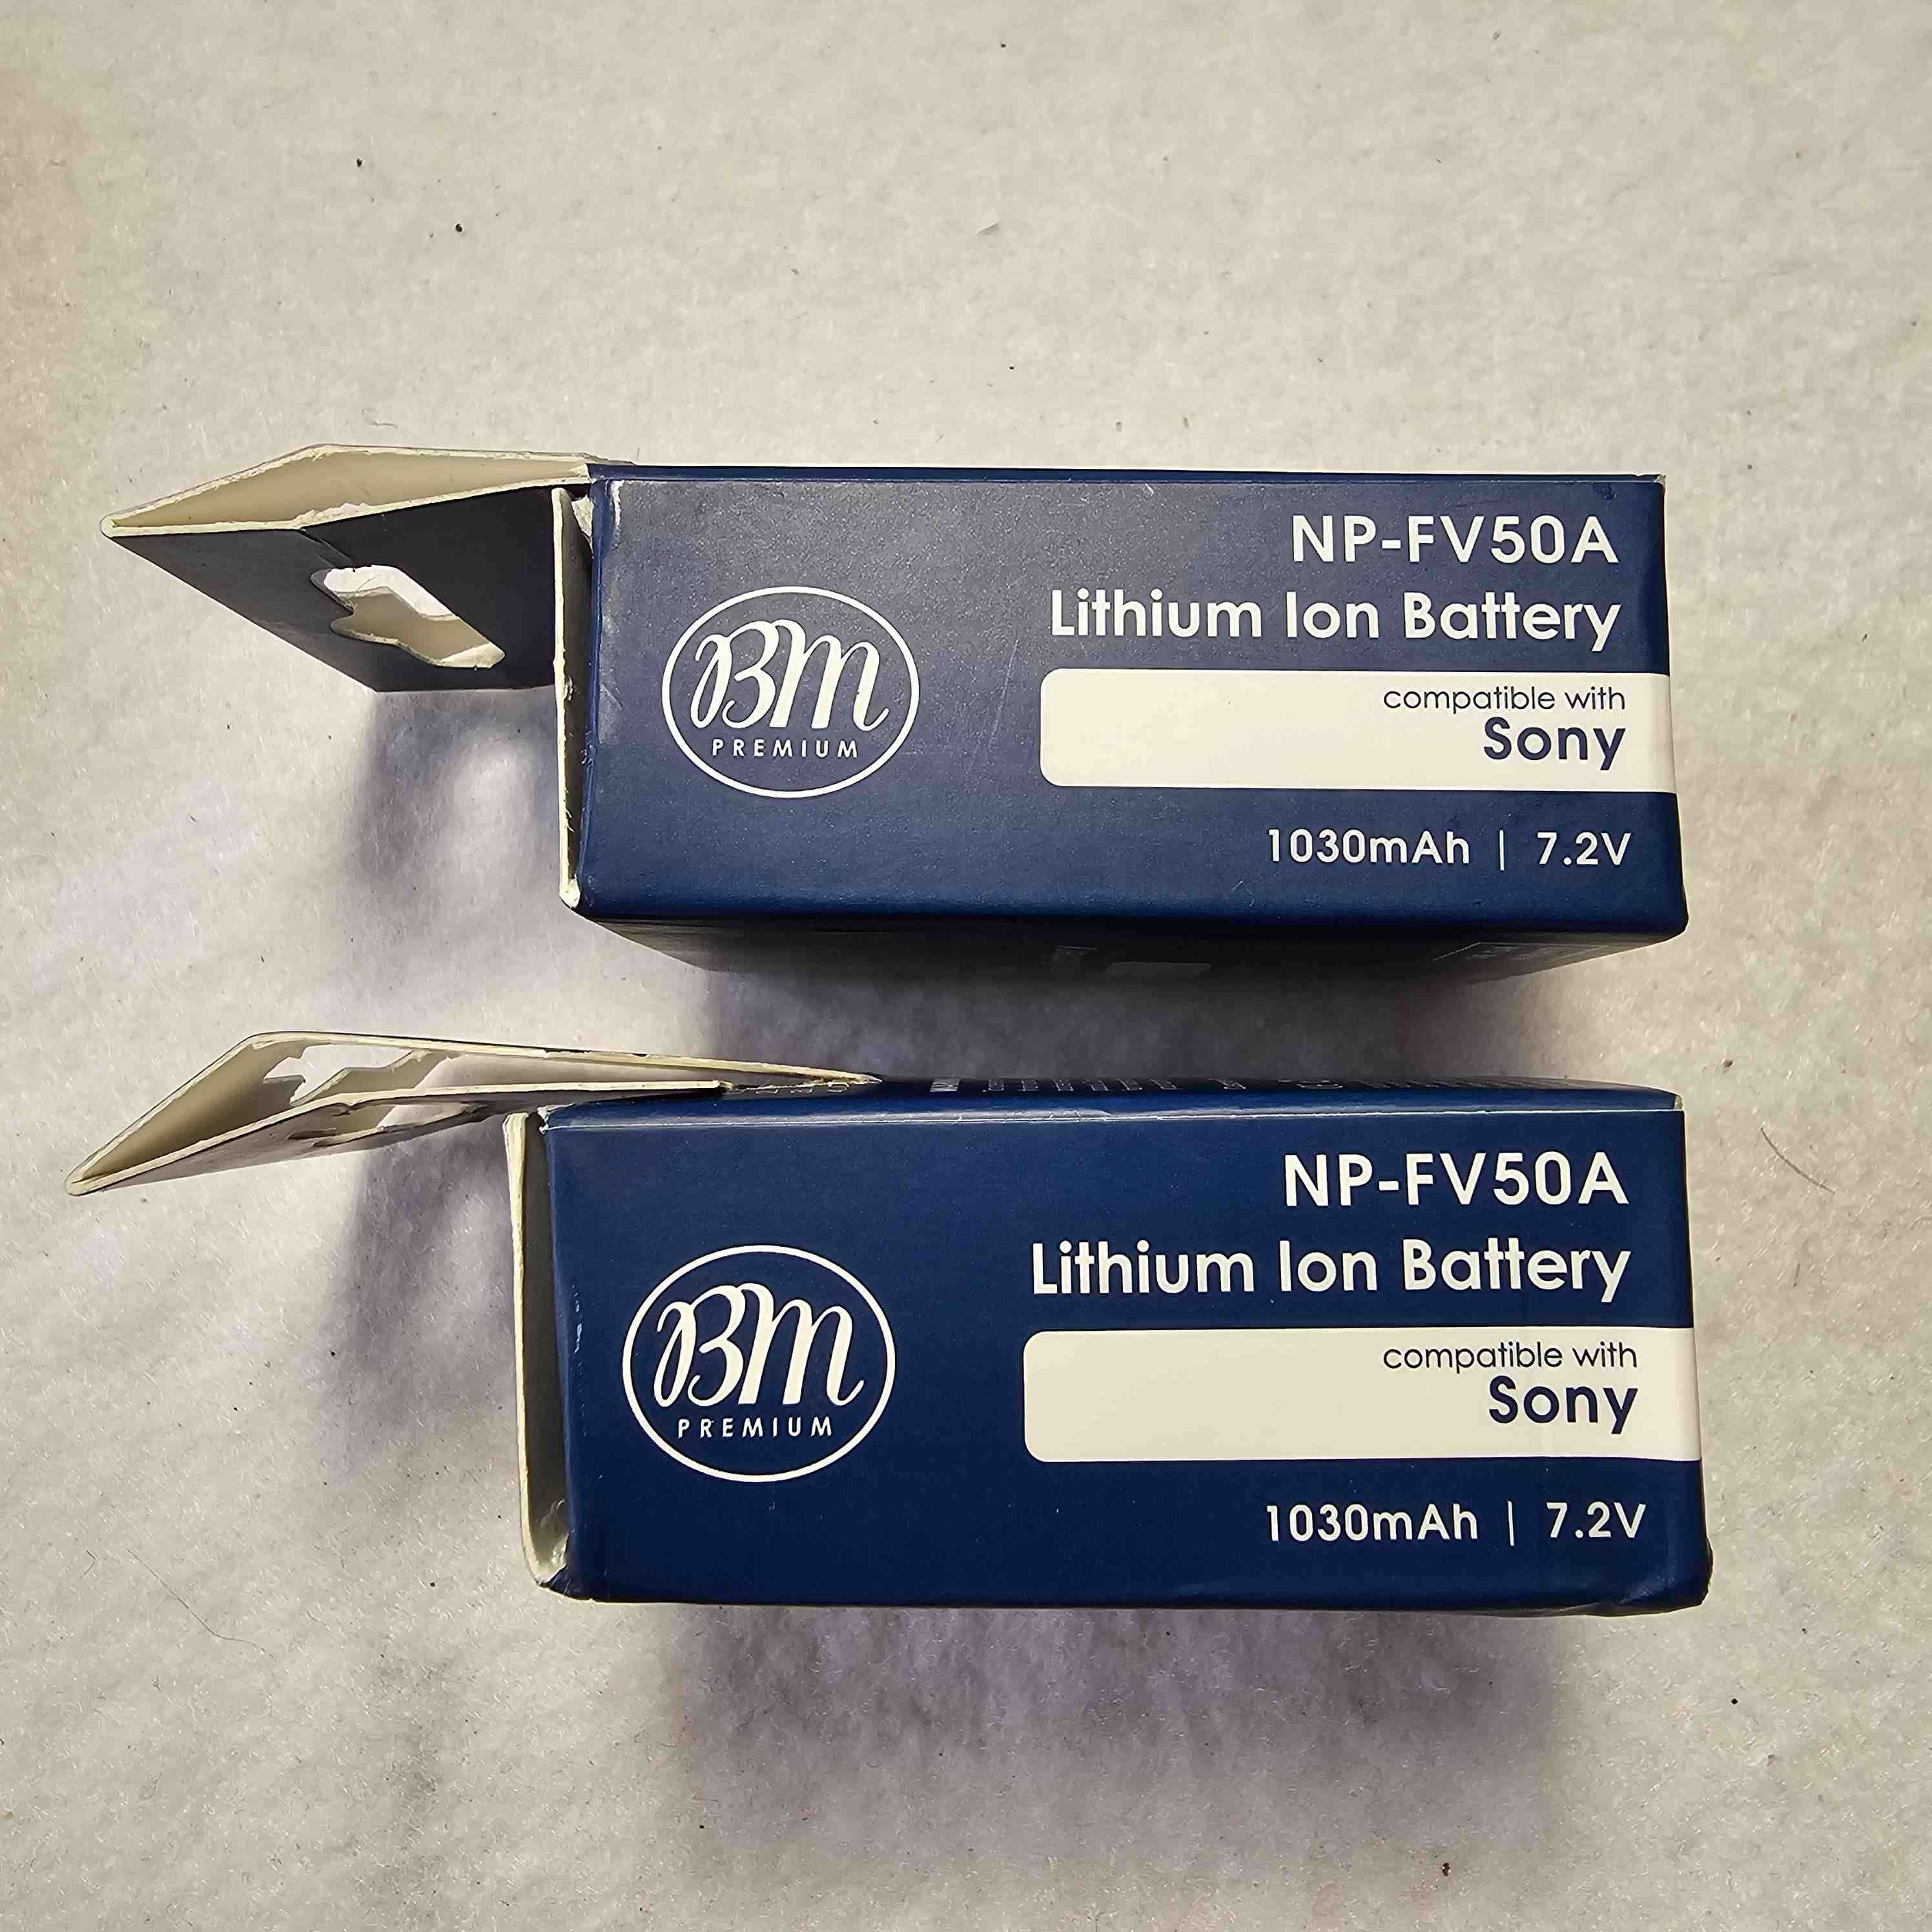 NP-FV50A
Lithium Ion Battery
BM
PREMIUM
compatible with
Sony
1030mAh | 7.2V
NP-FV50A
Lithium Ion Battery
BM
PREMIUM
compatible with
Sony
1030mAh | 7.2V